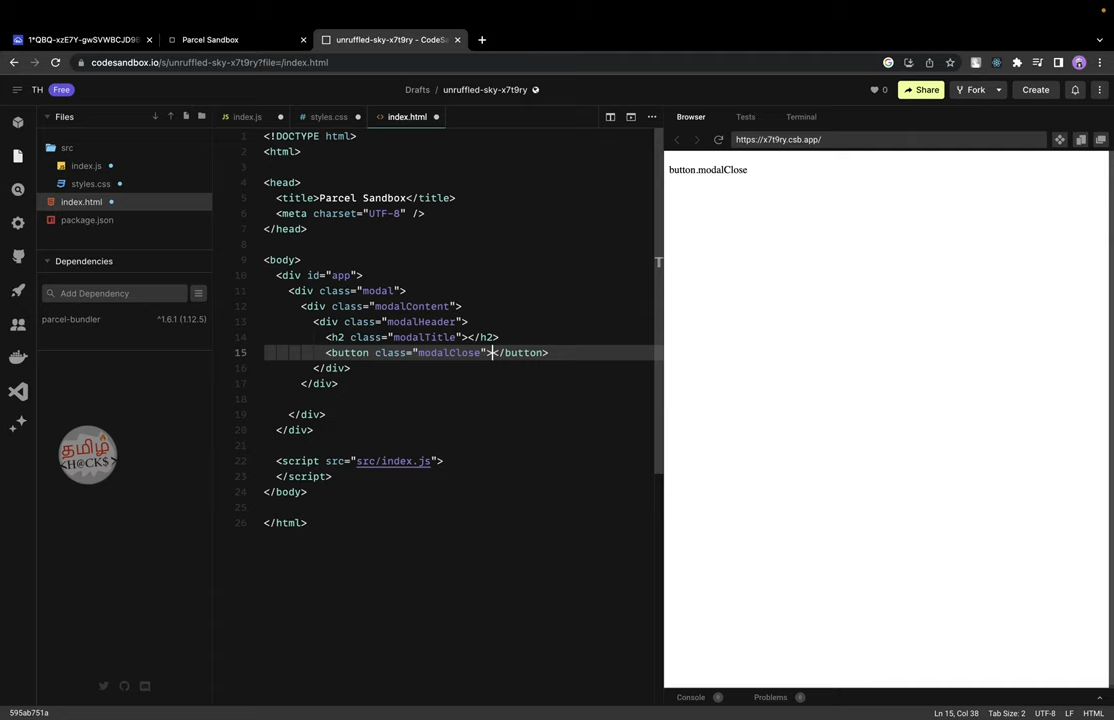 1*QBQ-xzE7Y-gwSVWBCJD9E
Parcel Sandbox
unruffled-sky-x7t9ry - CodeSa
codesandbox.io/s/unruffled-sky-x7t9ry?file=/index.html
TH Free
Drafts / unruffled-sky-x7t9ry
0
Share
Fork
Create
Files
src
index.js
styles.css
index.html
package.json
Dependencies
Add Dependency
parcel-bundler ^1.6.1 (1.12.5)
தமிழ்
<H@CK$>
index.js
styles.css
index.html
1 <!DOCTYPE html>
2 <html>
3
4 <head>
5 <title>Parcel Sandbox</title>
6 <meta charset="UTF-8" />
7 </head>
8
9 <body>
10 <div id="app">
11 <div class="modal">
12 <div class="modalContent">
13 <div class="modalHeader">
14 <h2 class="modalTitle"></h2>
15 <button class="modalClose"></button>
16 </div>
17 </div>
18
19 </div>
20 </div>
21
22 <script src="src/index.js">
23 </script>
24 </body>
25
26 </html>
Browser
Tests
Terminal
https://x7t9ry.csb.app/
button.modalClose
Console 0
Problems 0
595ab751a
Ln 15, Col 38 Tab Size: 2 UTF-8 LF HTML